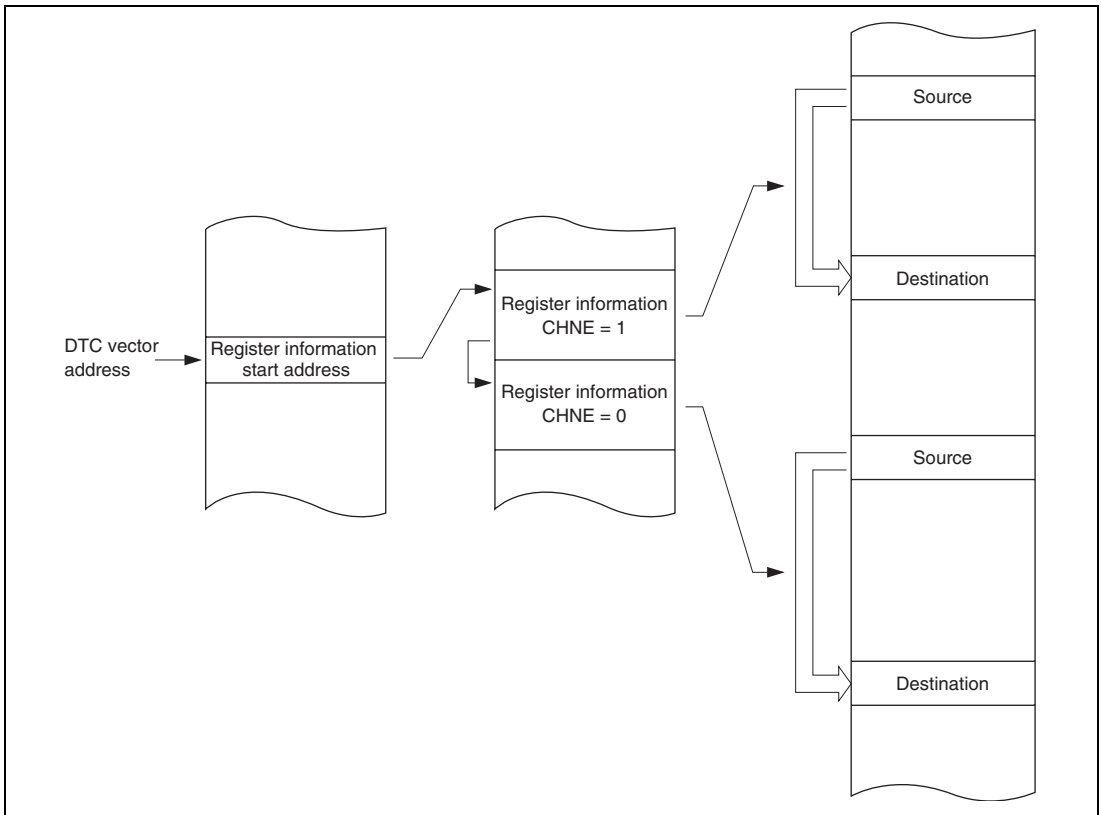 DTC vector
address
Register information
start address
Register information
CHNE = 1
Register information
CHNE = 0
Source
Destination
Source
Destination